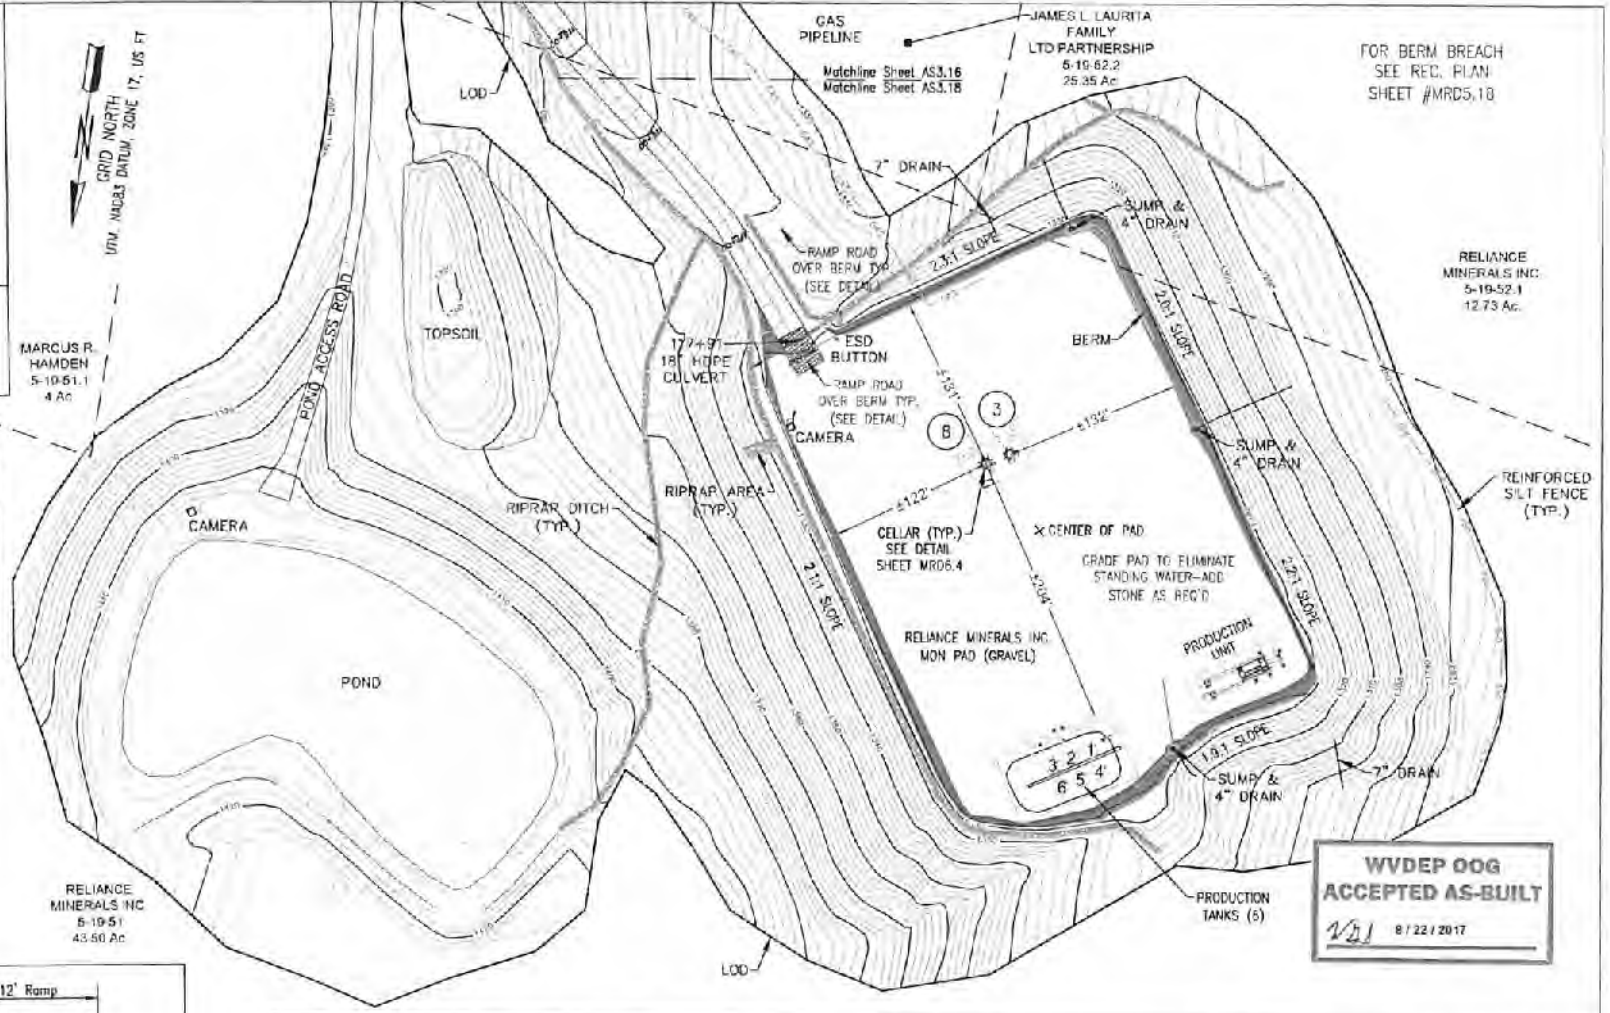 GRID NORTH
UTM, NAD83 DATUM, ZONE 17, US FT
LOD
GAS
PIPELINE
Matchline Sheet AS3.16
Matchline Sheet AS3.18
JAMES L. LAURITA
FAMILY
LTD PARTNERSHIP
5-19-52.2
25.35 Ac
FOR BERM BREACH
SEE REC. PLAN
SHEET #MRD5.18
7" DRAIN
SUMP &
4" DRAIN
2.3:1 SLOPE
RAMP ROAD
OVER BERM TYP.
(SEE DETAIL)
RELIANCE
MINERALS INC
5-19-52.1
12.73 Ac.
2.0:1 SLOPE
BERM
MARCUS R.
HAMDEN
5-19-51.1
4 Ac
POND ACCESS ROAD
TOPSOIL
177+91
18" HDPE
CULVERT
ESD
BUTTON
RAMP ROAD
OVER BERM TYP.
(SEE DETAIL)
CAMERA
±131'
8
3
±132'
±122'
SUMP &
4" DRAIN
REINFORCED
SILT FENCE
(TYP.)
CAMERA
RIPRAP DITCH
(TYP.)
RIPRAP AREA
(TYP.)
CELLAR (TYP.)
SEE DETAIL
SHEET MRD6.4
CENTER OF PAD
GRADE PAD TO ELIMINATE
STANDING WATER-ADD
STONE AS REQ'D
2.1:1 SLOPE
±204'
2.2:1 SLOPE
RELIANCE MINERALS INC.
MON PAD (GRAVEL)
PRODUCTION
UNIT
POND
3 2 1
6 5 4
1.9:1 SLOPE
SUMP &
4" DRAIN
7" DRAIN
PRODUCTION
TANKS (6)
RELIANCE
MINERALS INC
5-19-51
43.50 Ac
LOD
WVDEP OOG
ACCEPTED AS-BUILT
8/22/2017
12' Ramp